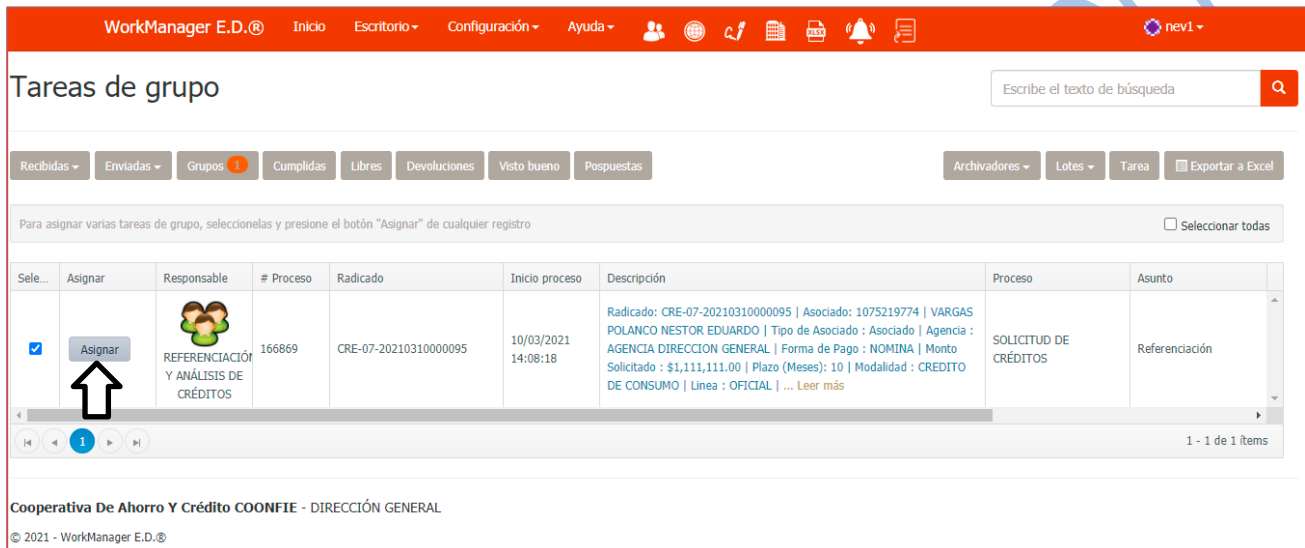 WorkManager E.D.® Inicio Escritorio Configuración Ayuda XLSX nev1
Tareas de grupo
Escribe el texto de búsqueda
Recibidas Enviadas Grupos 1 Cumplidas Libres Devoluciones Visto bueno Pospuestas Archivadores Lotes Tarea Exportar a Excel
Para asignar varias tareas de grupo, seleccionelas y presione el botòn "Asignar" de cualquier registro Seleccionar todas
Sele... Asignar Responsable # Proceso Radicado Inicio proceso Descripción Proceso Asunto
Asignar
REFERENCIACIÓN
Y ANÁLISIS DE
CRÉDITOS
166869
CRE-07-20210310000095
10/03/2021
14:08:18
Radicado: CRE-07-20210310000095 | Asociado: 1075219774 | VARGAS
POLANCO NESTOR EDUARDO | Tipo de Asociado : Asociado | Agencia :
AGENCIA DIRECCION GENERAL | Forma de Pago : NOMINA | Monto
Solicitado : $1,111,111.00 | Plazo (Meses): 10 | Modalidad : CREDITO
DE CONSUMO | Linea : OFICIAL | ... Leer más
SOLICITUD DE
CRÉDITOS
Referenciación
1 1 - 1 de 1 ítems
Cooperativa De Ahorro Y Crédito COONFIE - DIRECCIÓN GENERAL
© 2021 - WorkManager E.D.®